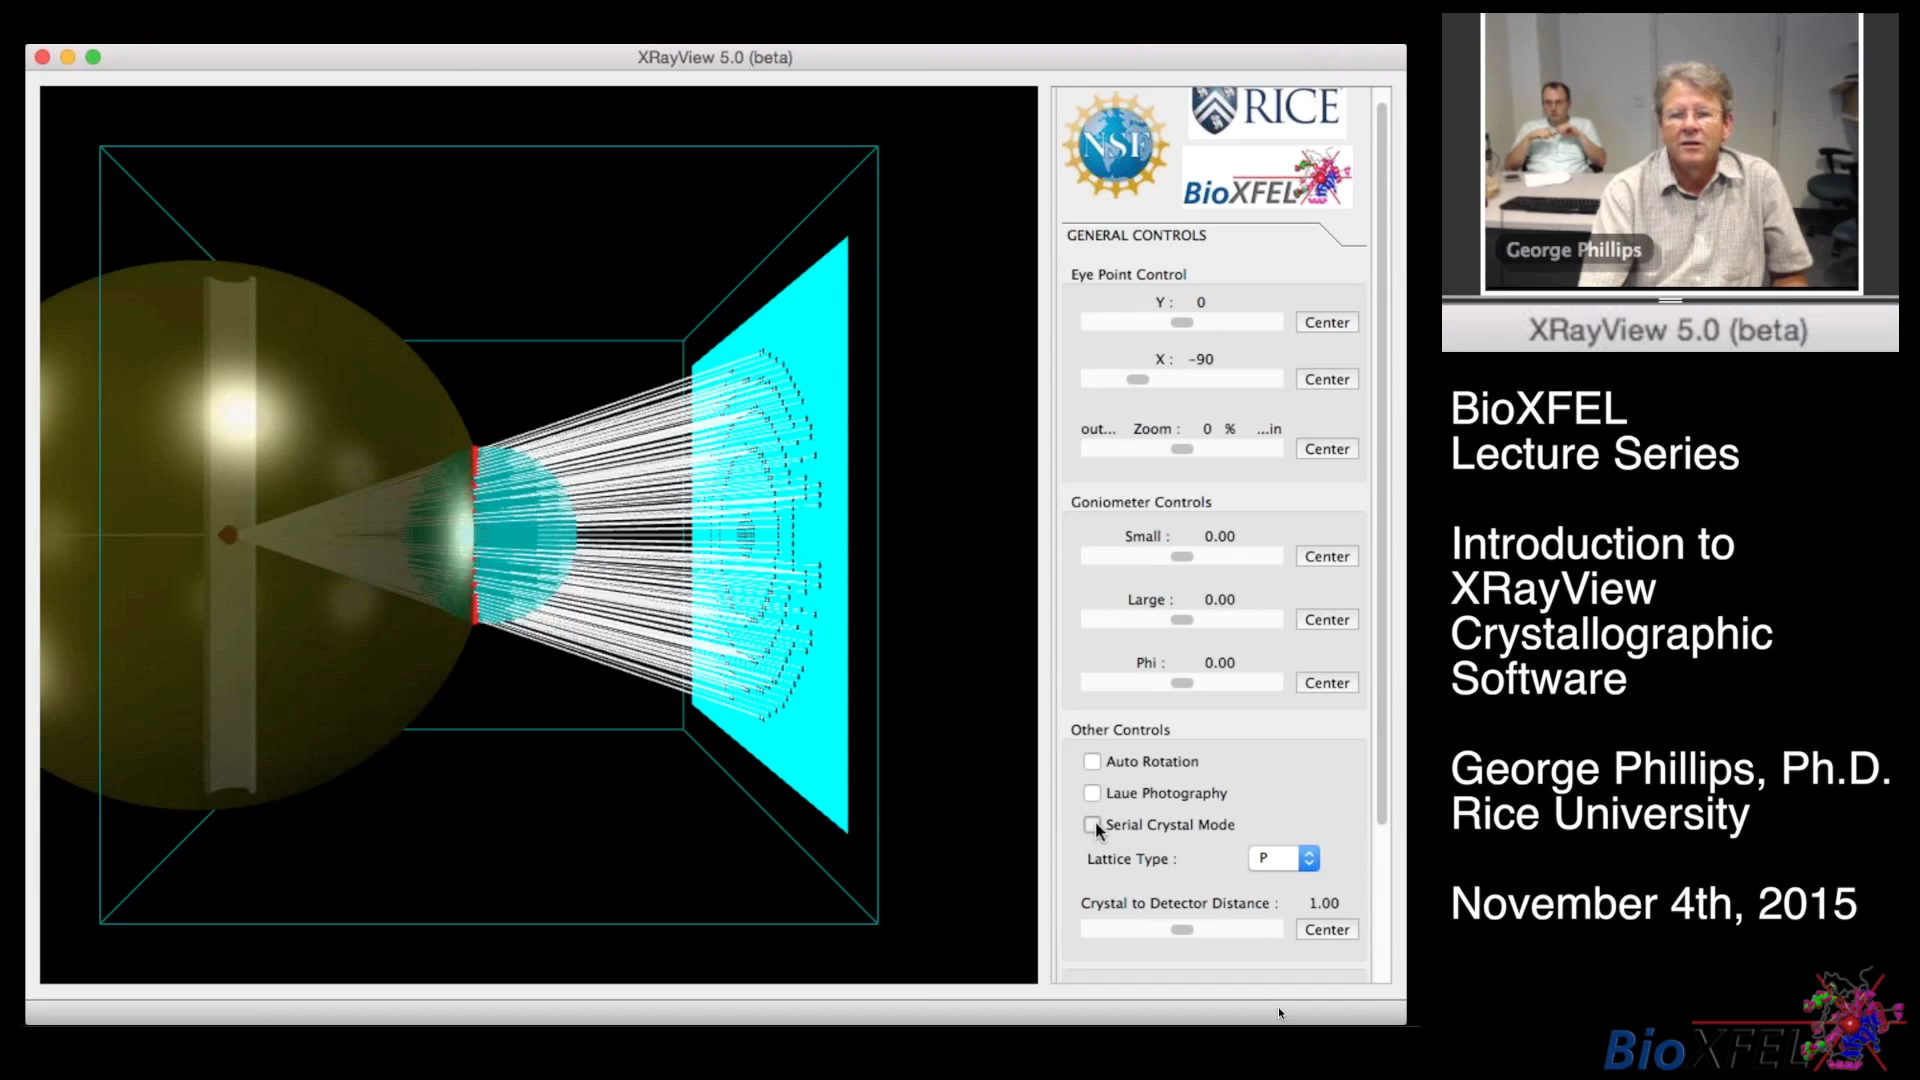 XRayView 5.0 (beta)
NSF
RICE
BioXFEL
GENERAL CONTROLS
Eye Point Control
Y : 0
Center
X : -90
Center
out... Zoom : 0 % ...in
Center
Goniometer Controls
Small : 0.00
Center
Large : 0.00
Center
Phi : 0.00
Center
Other Controls
Auto Rotation
Laue Photography
Serial Crystal Mode
Lattice Type : P
Crystal to Detector Distance : 1.00
Center
George Phillips
XRayView 5.0 (beta)
BioXFEL
Lecture Series
Introduction to
XRayView
Crystallographic
Software
George Phillips, Ph.D.
Rice University
November 4th, 2015
BioXFEL